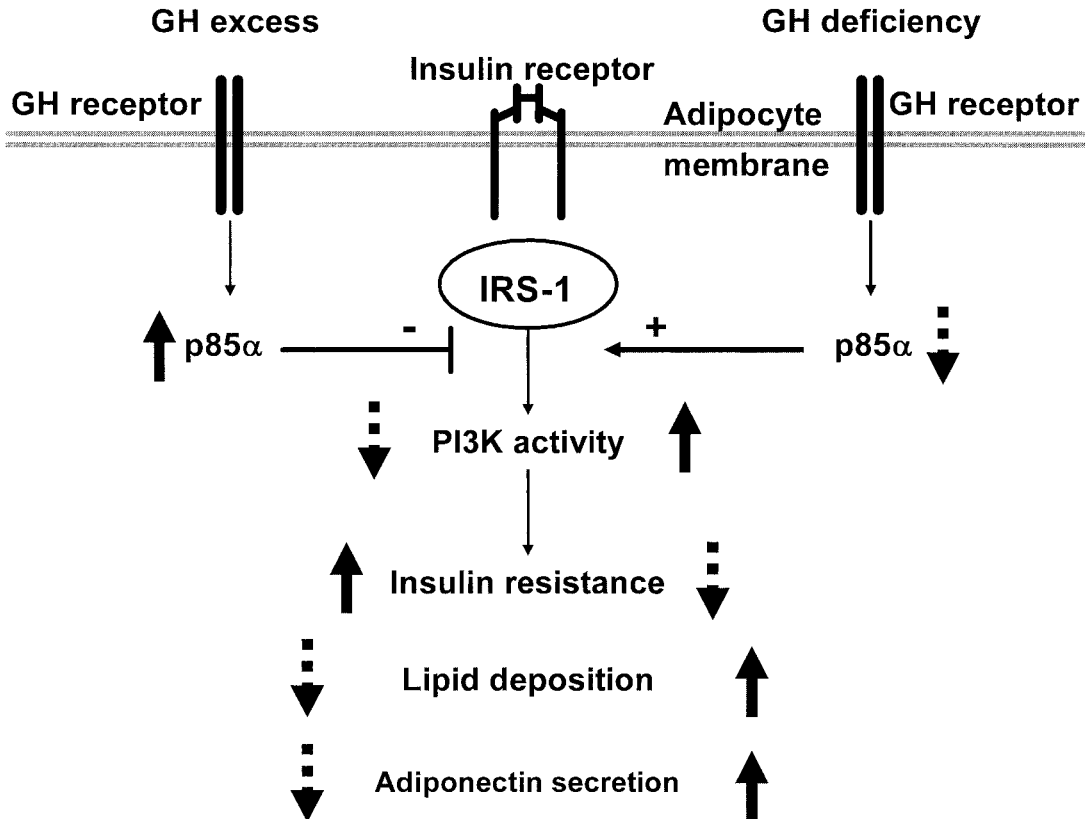 GH excess
GH deficiency
Insulin receptor
GH receptor
Adipocyte
membrane
GH receptor
IRS-1
p85α
-
+
p85α
PI3K activity
Insulin resistance
Lipid deposition
Adiponectin secretion